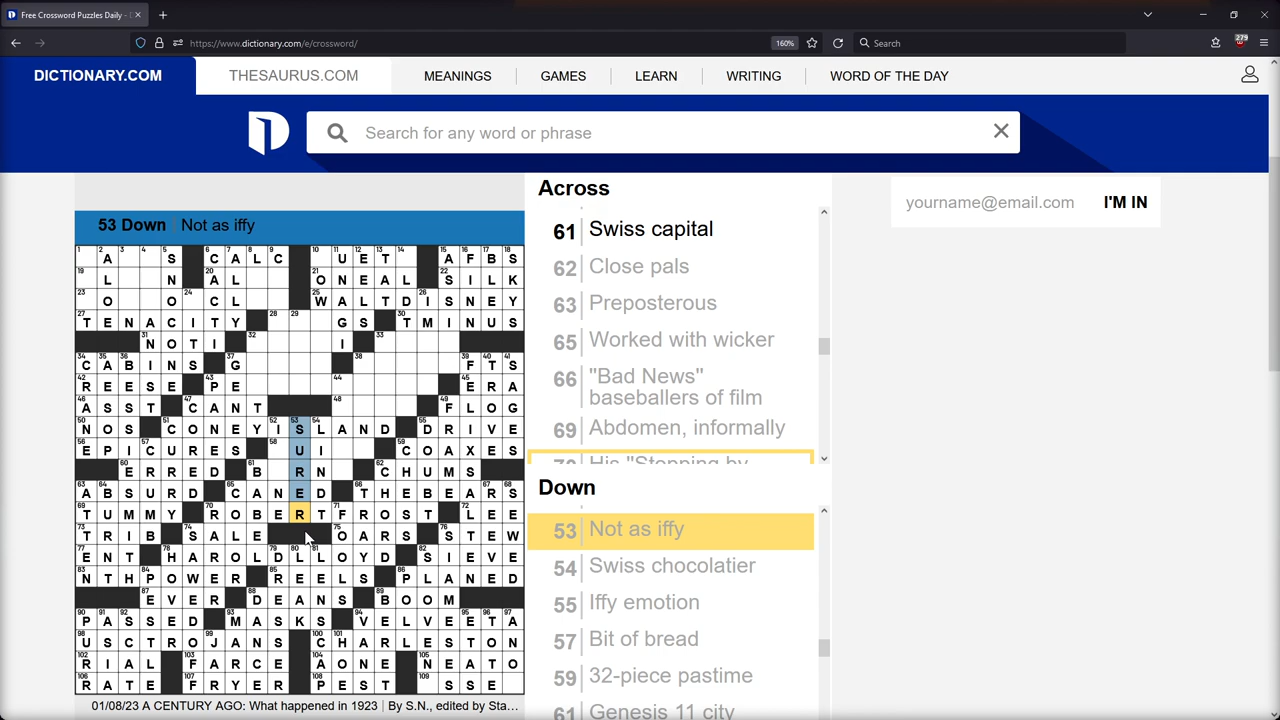 Free Crossword Puzzles Daily -
https://www.dictionary.com/e/crossword/
160%
Search
279
DICTIONARY.COM
THESAURUS.COM
MEANINGS
GAMES
LEARN
WRITING
WORD OF THE DAY
Search for any word or phrase
53 Down Not as iffy
A S C A L C U E T A F B S
L N A L O N E A L S I L K
O O C L W A L T D I S N E Y
T E N A C I T Y G S T M I N U S
N O T I I
C A B I N S G F T S
R E E S E P E E R A
A S S T C A N T F L O G
N O S C O N E Y I S L A N D D R I V E
E P I C U R E S U I C O A X E S
E R R E D B R N C H U M S
A B S U R D C A N E D T H E B E A R S
T U M M Y R O B E R T F R O S T L E E
T R I B S A L E O A R S S T E W
E N T H A R O L D L L O Y D S I E V E
N T H P O W E R R E E L S P L A N E D
E V E R D E A N S B O O M
P A S S E D M A S K S V E L V E E T A
U S C T R O J A N S C H A R L E S T O N
R I A L F A R C E A O N E N E A T O
R A T E F R Y E R P E S T S S E
01/08/23 A CENTURY AGO: What happened in 1923 | By S.N., edited by Sta...
Across
61 Swiss capital
62 Close pals
63 Preposterous
65 Worked with wicker
66 "Bad News"
baseballers of film
69 Abdomen, informally
70 His "Stopping by
Down
53 Not as iffy
54 Swiss chocolatier
55 Iffy emotion
57 Bit of bread
59 32-piece pastime
61 Genesis 11 city
yourname@email.com
I'M IN